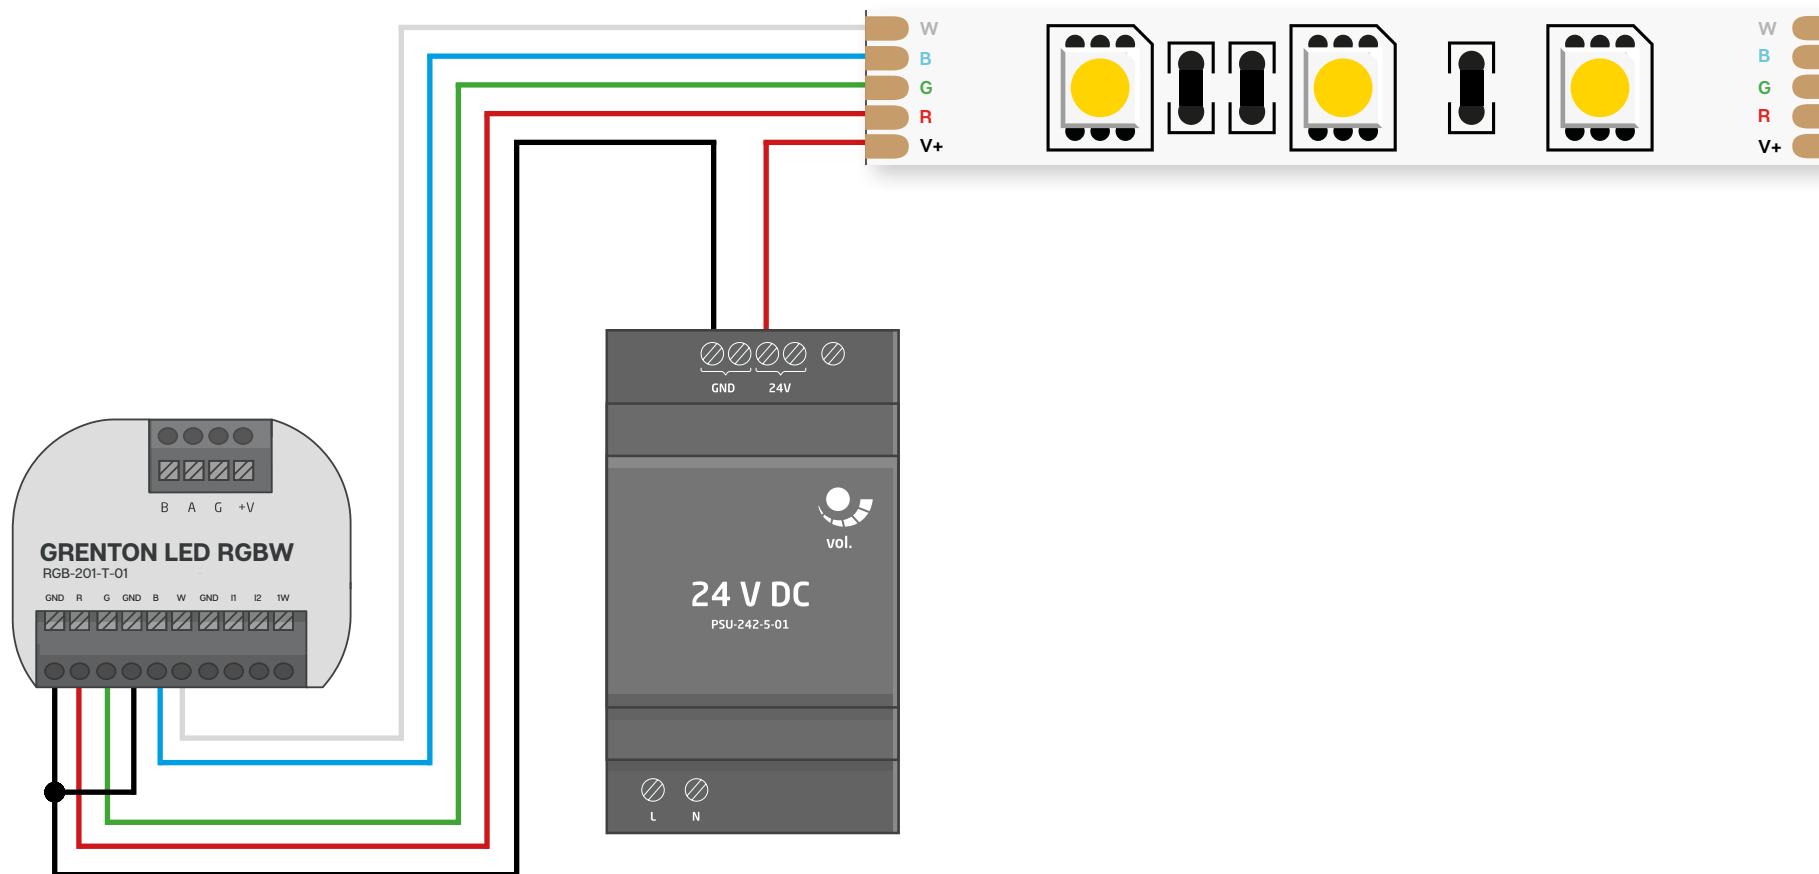 W W
B B
G G
R R
V+ V+
GND 24V
B A G +V
vol.
GRENTON LED RGBW
RGB-201-T-01
24 V DC
PSU-242-5-01
GND R G GND B W GND I1 I2 1W
L N